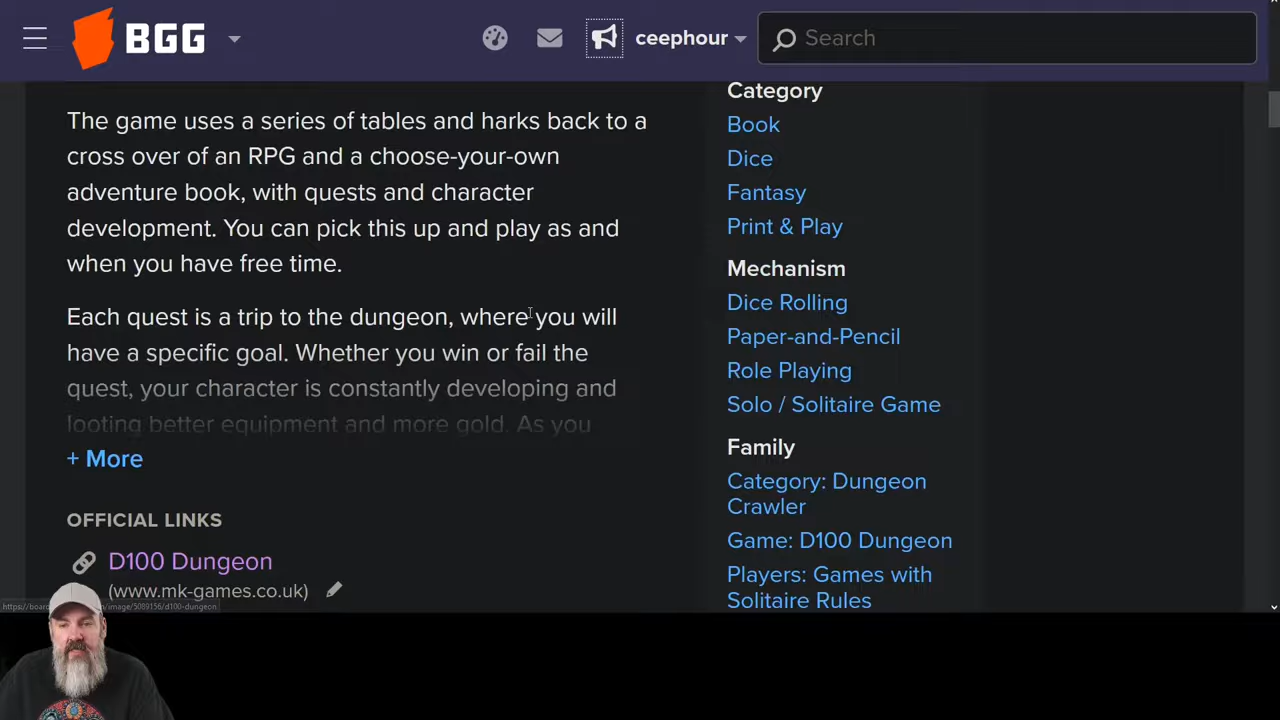 BGG
ceephour
Search
The game uses a series of tables and harks back to a
cross over of an RPG and a choose-your-own
adventure book, with quests and character
development. You can pick this up and play as and
when you have free time.
Each quest is a trip to the dungeon, where you will
have a specific goal. Whether you win or fail the
quest, your character is constantly developing and
looting better equipment and more gold. As you
+ More
OFFICIAL LINKS
D100 Dungeon
(www.mk-games.co.uk)
Category
Book
Dice
Fantasy
Print & Play
Mechanism
Dice Rolling
Paper-and-Pencil
Role Playing
Solo / Solitaire Game
Family
Category: Dungeon
Crawler
Game: D100 Dungeon
Players: Games with
Solitaire Rules